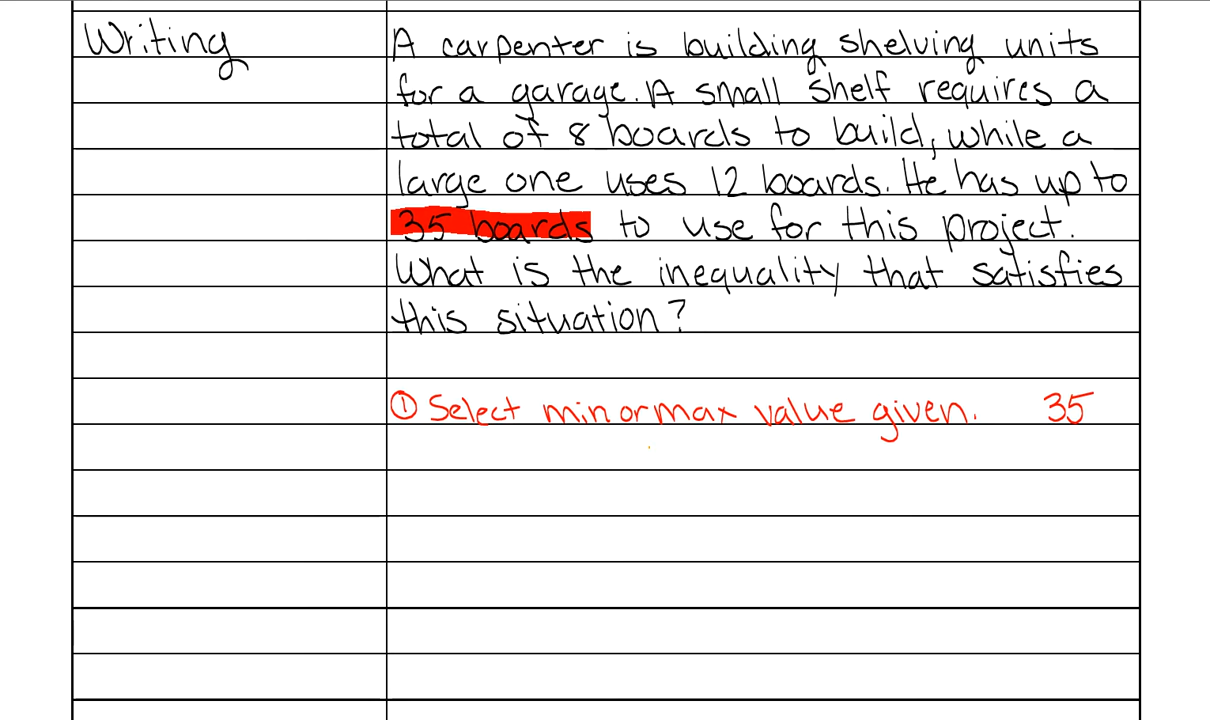 Writing
A carpenter is building shelving units
for a garage. A small shelf requires a
total of 8 boards to build, while a
large one uses 12 boards. He has up to
35 boards to use for this project.
What is the inequality that satisfies
this situation?
① Select min or max value given. 35